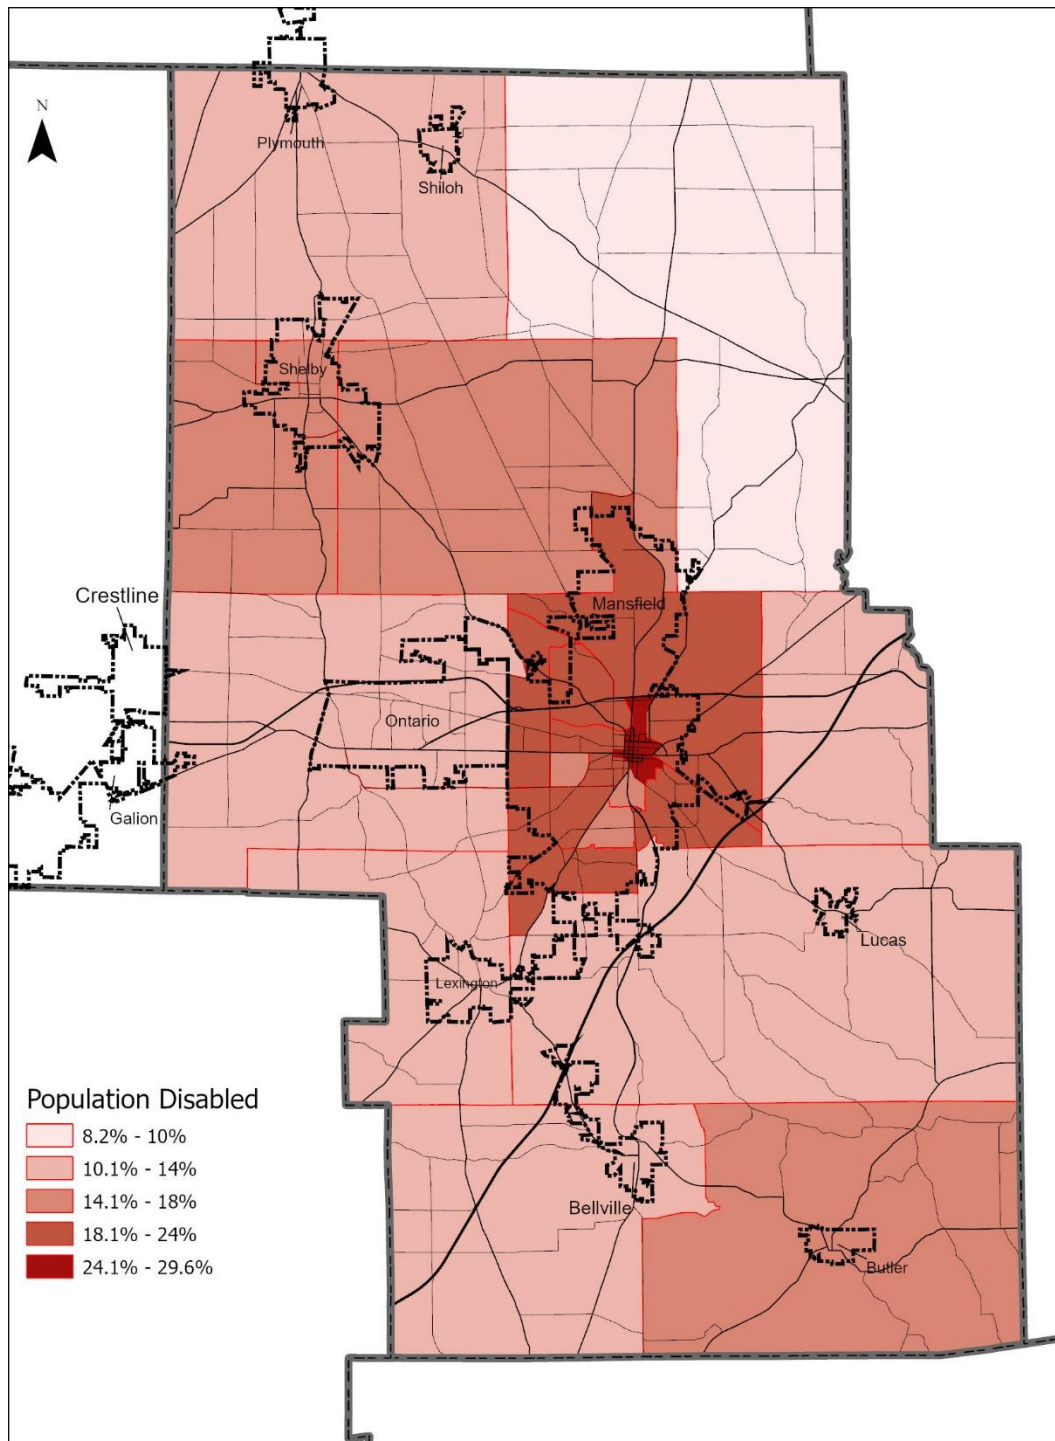 N
Plymouth
Shiloh
Shelby
Crestline
Mansfield
Ontario
Galion
Lucas
Lexington
Bellville
Butler
Population Disabled
8.2% - 10%
10.1% - 14%
14.1% - 18%
18.1% - 24%
24.1% - 29.6%